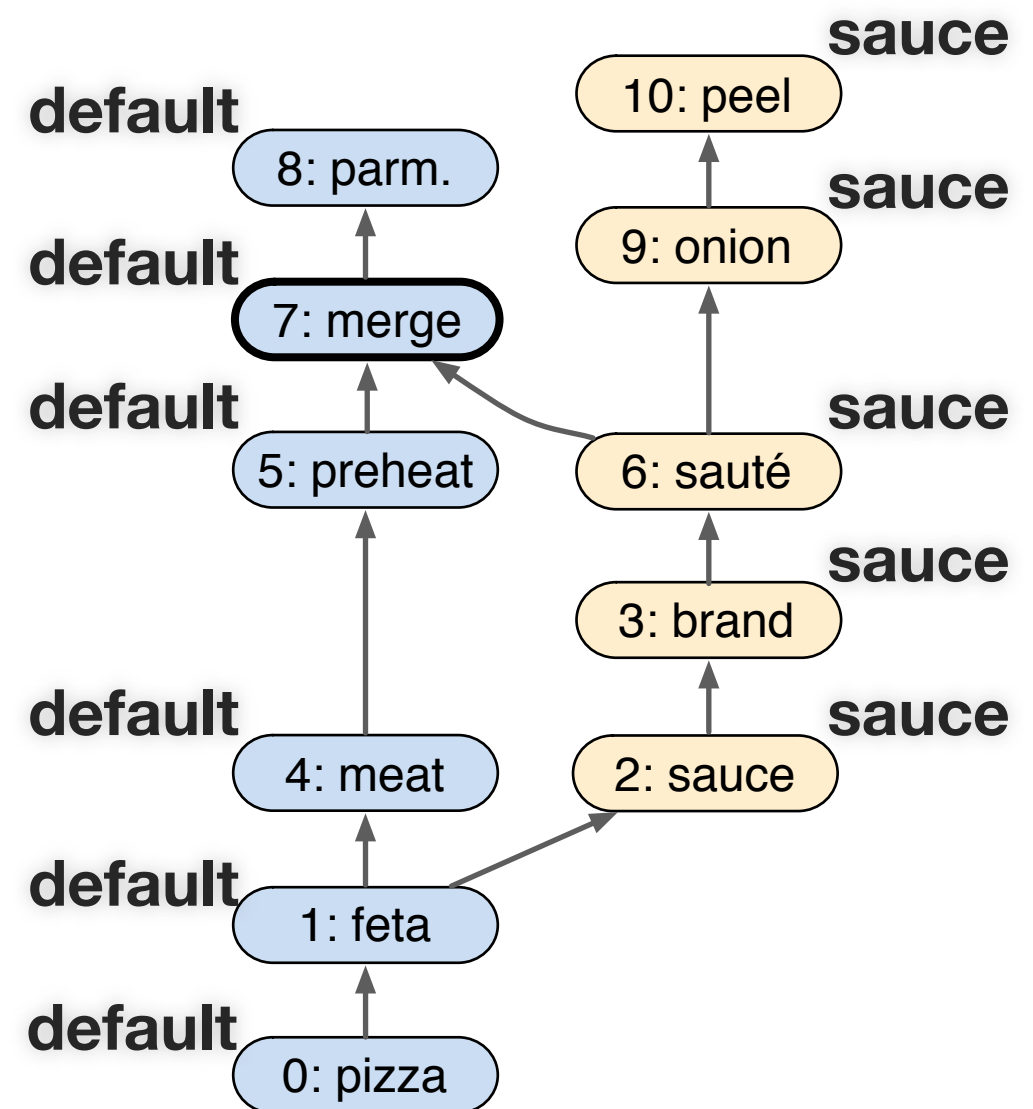 sauce
10: peel
default
8: parm.
sauce
9: onion
default
7: merge
default
5: preheat
sauce
6: sauté
sauce
3: brand
default
4: meat
sauce
2: sauce
default
1: feta
default
0: pizza